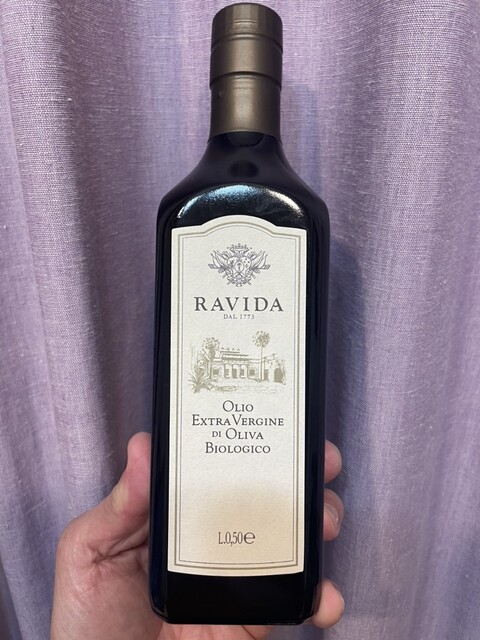 RAVIDA
DAL 1773
OLIO
EXTRA VERGINE
DI OLIVA
BIOLOGICO
L.0,50℮